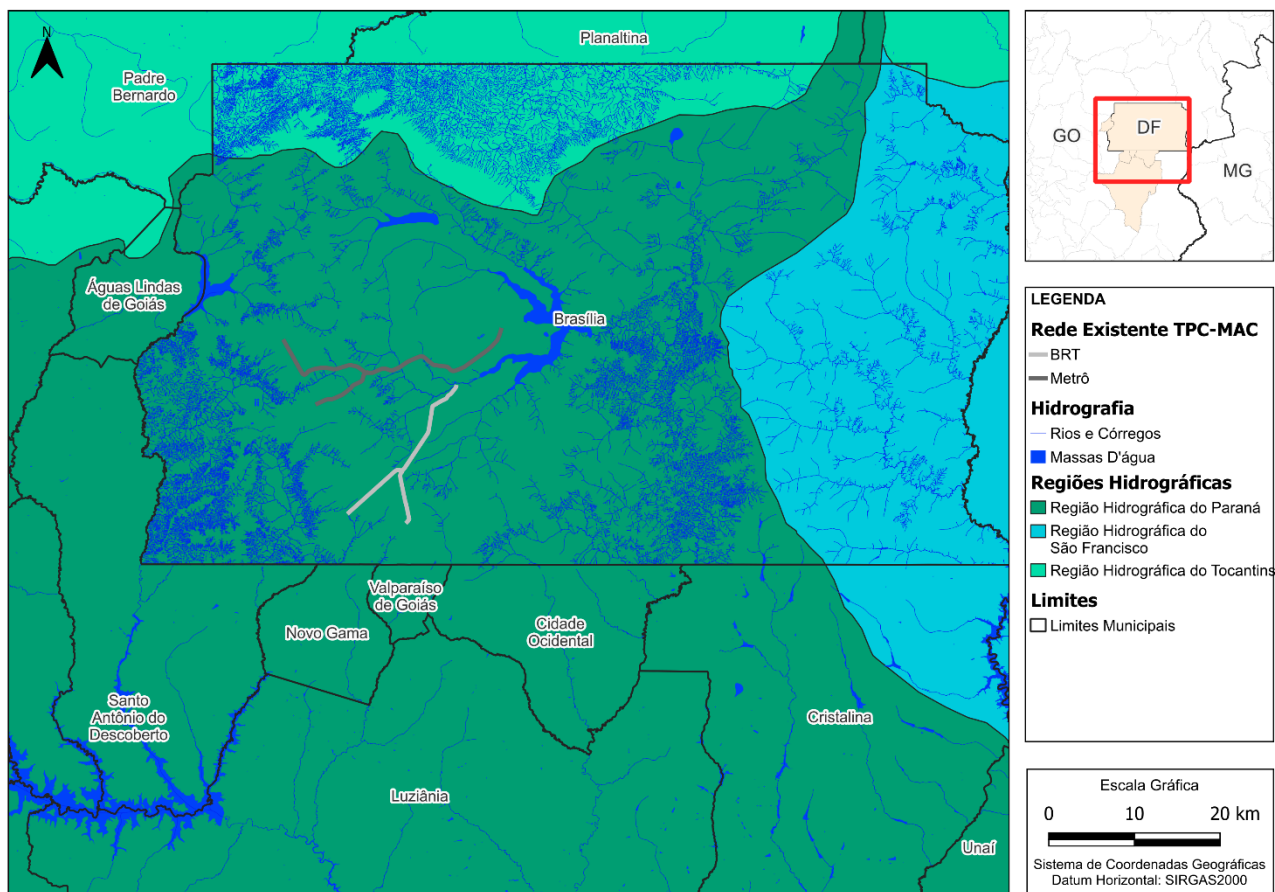 N
Planaltina
Padre
Bernardo
Águas Lindas
de Goiás
Brasília
Valparaíso
de Goiás
Novo Gama
Cidade
Ocidental
Santo
Antônio do
Descoberto
Cristalina
Luziânia
Unaí
GO
DF
MG
LEGENDA
Rede Existente TPC-MAC
BRT
Metrô
Hidrografia
Rios e Córregos
Massas D'água
Regiões Hidrográficas
Região Hidrográfica do Paraná
Região Hidrográfica do
São Francisco
Região Hidrográfica do Tocantins
Limites
Limites Municipais
Escala Gráfica
0 10 20 km
Sistema de Coordenadas Geográficas
Datum Horizontal: SIRGAS2000